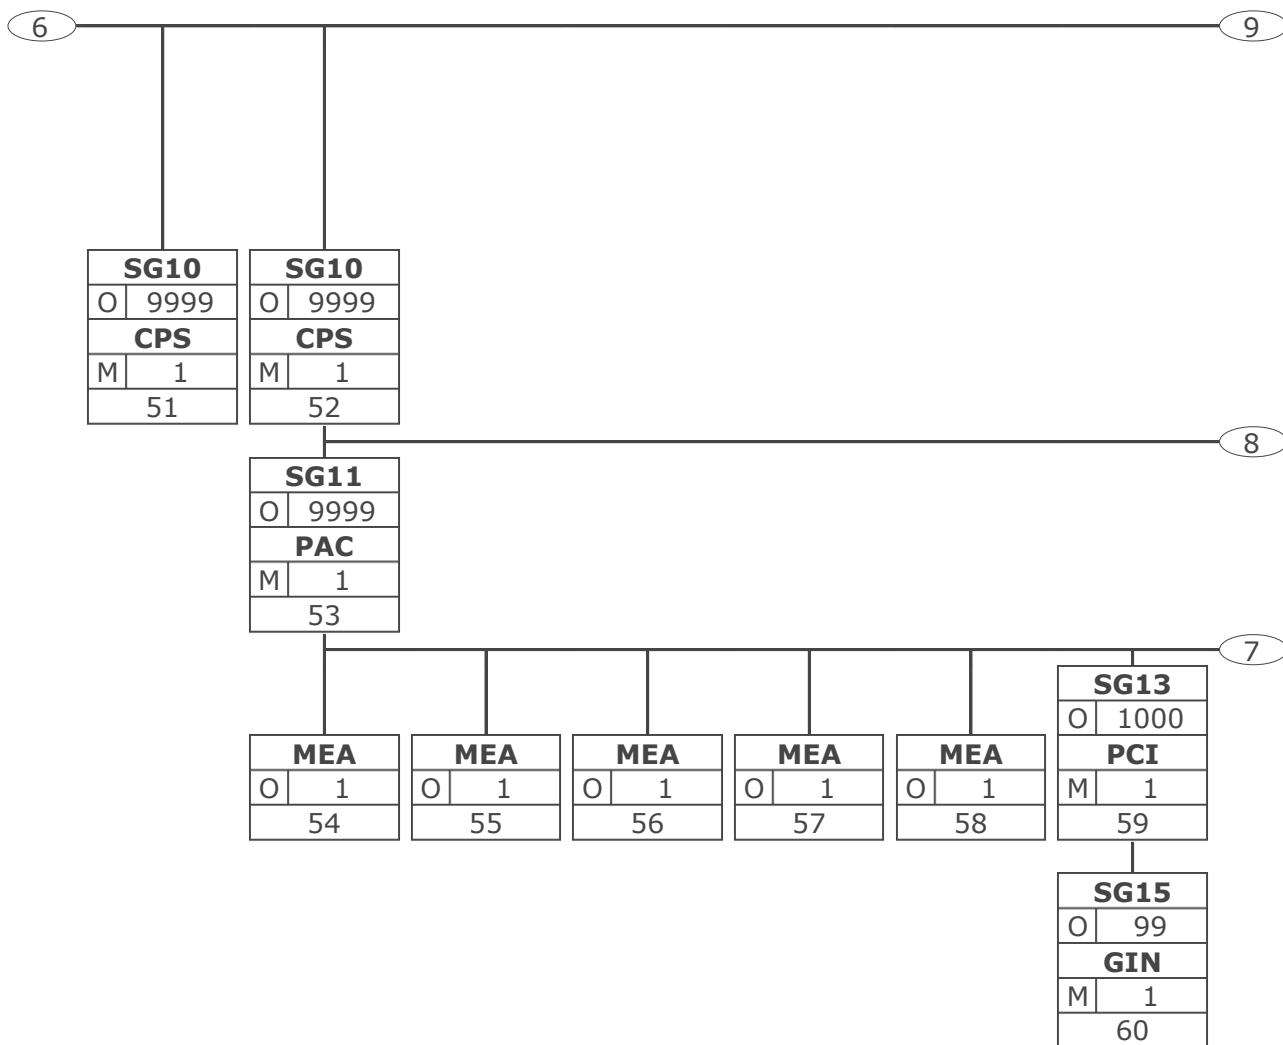 6 9
SG10 SG10
O 9999 O 9999
CPS CPS
M 1 M 1
51 52
8
SG11
O 9999
PAC
M 1
53
7
SG13
O 1000
MEA MEA MEA MEA MEA PCI
O 1 O 1 O 1 O 1 O 1 M 1
54 55 56 57 58 59
SG15
O 99
GIN
M 1
60